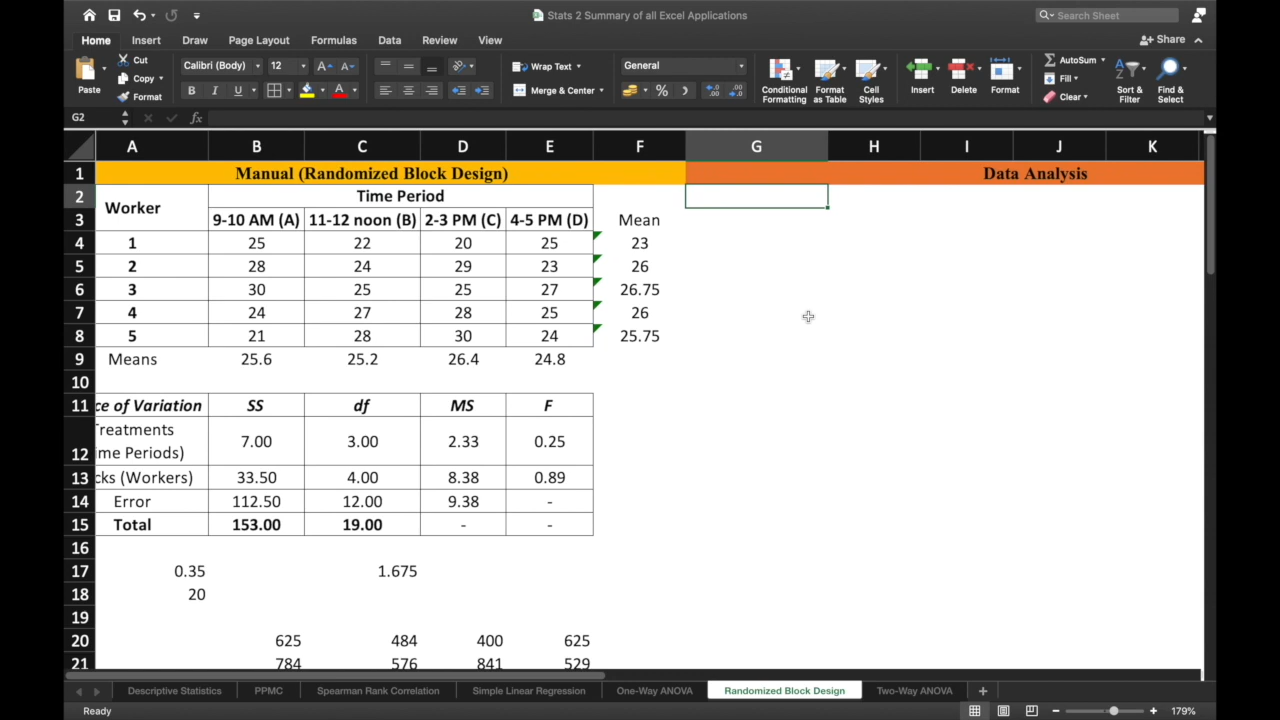 Stats 2 Summary of all Excel Applications
Search Sheet
Home Insert Draw Page Layout Formulas Data Review View
Share
Paste
Cut
Copy
Format
Calibri (Body) 12
B I U
Wrap Text
Merge & Center
General
Conditional Formatting
Format as Table
Cell Styles
Insert
Delete
Format
AutoSum
Fill
Clear
Sort & Filter
Find & Select
G2
fx
A B C D E F G H I J K
1 Manual (Randomized Block Design) Data Analysis
2 Worker Time Period
3 9-10 AM (A) 11-12 noon (B) 2-3 PM (C) 4-5 PM (D) Mean
4 1 25 22 20 25 23
5 2 28 24 29 23 26
6 3 30 25 25 27 26.75
7 4 24 27 28 25 26
8 5 21 28 30 24 25.75
9 Means 25.6 25.2 26.4 24.8
10
11 ce of Variation SS df MS F
12 Treatments
ime Periods) 7.00 3.00 2.33 0.25
13 cks (Workers) 33.50 4.00 8.38 0.89
14 Error 112.50 12.00 9.38 -
15 Total 153.00 19.00 - -
16
17 0.35 1.675
18 20
19
20 625 484 400 625
21 784 576 841 529
Descriptive Statistics PPMC Spearman Rank Correlation Simple Linear Regression One-Way ANOVA Randomized Block Design Two-Way ANOVA +
Ready
179%